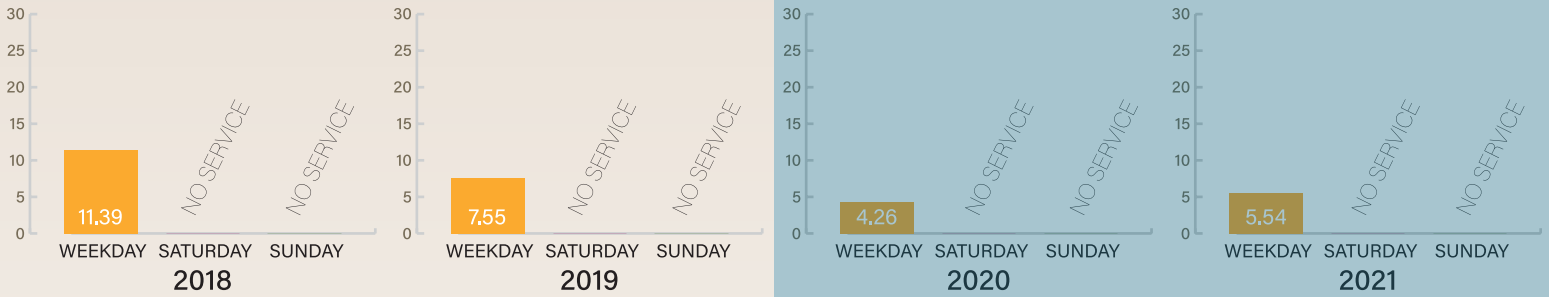 30 30 30 30
25 25 25 25
20 20 20 20
15 15 15 15
10 10 10 10
5 5 5 5
0 0 0 0
11.39 NO SERVICE NO SERVICE 7.55 NO SERVICE NO SERVICE 4.26 NO SERVICE NO SERVICE 5.54 NO SERVICE NO SERVICE
WEEKDAY SATURDAY SUNDAY WEEKDAY SATURDAY SUNDAY WEEKDAY SATURDAY SUNDAY WEEKDAY SATURDAY SUNDAY
2018 2019 2020 2021